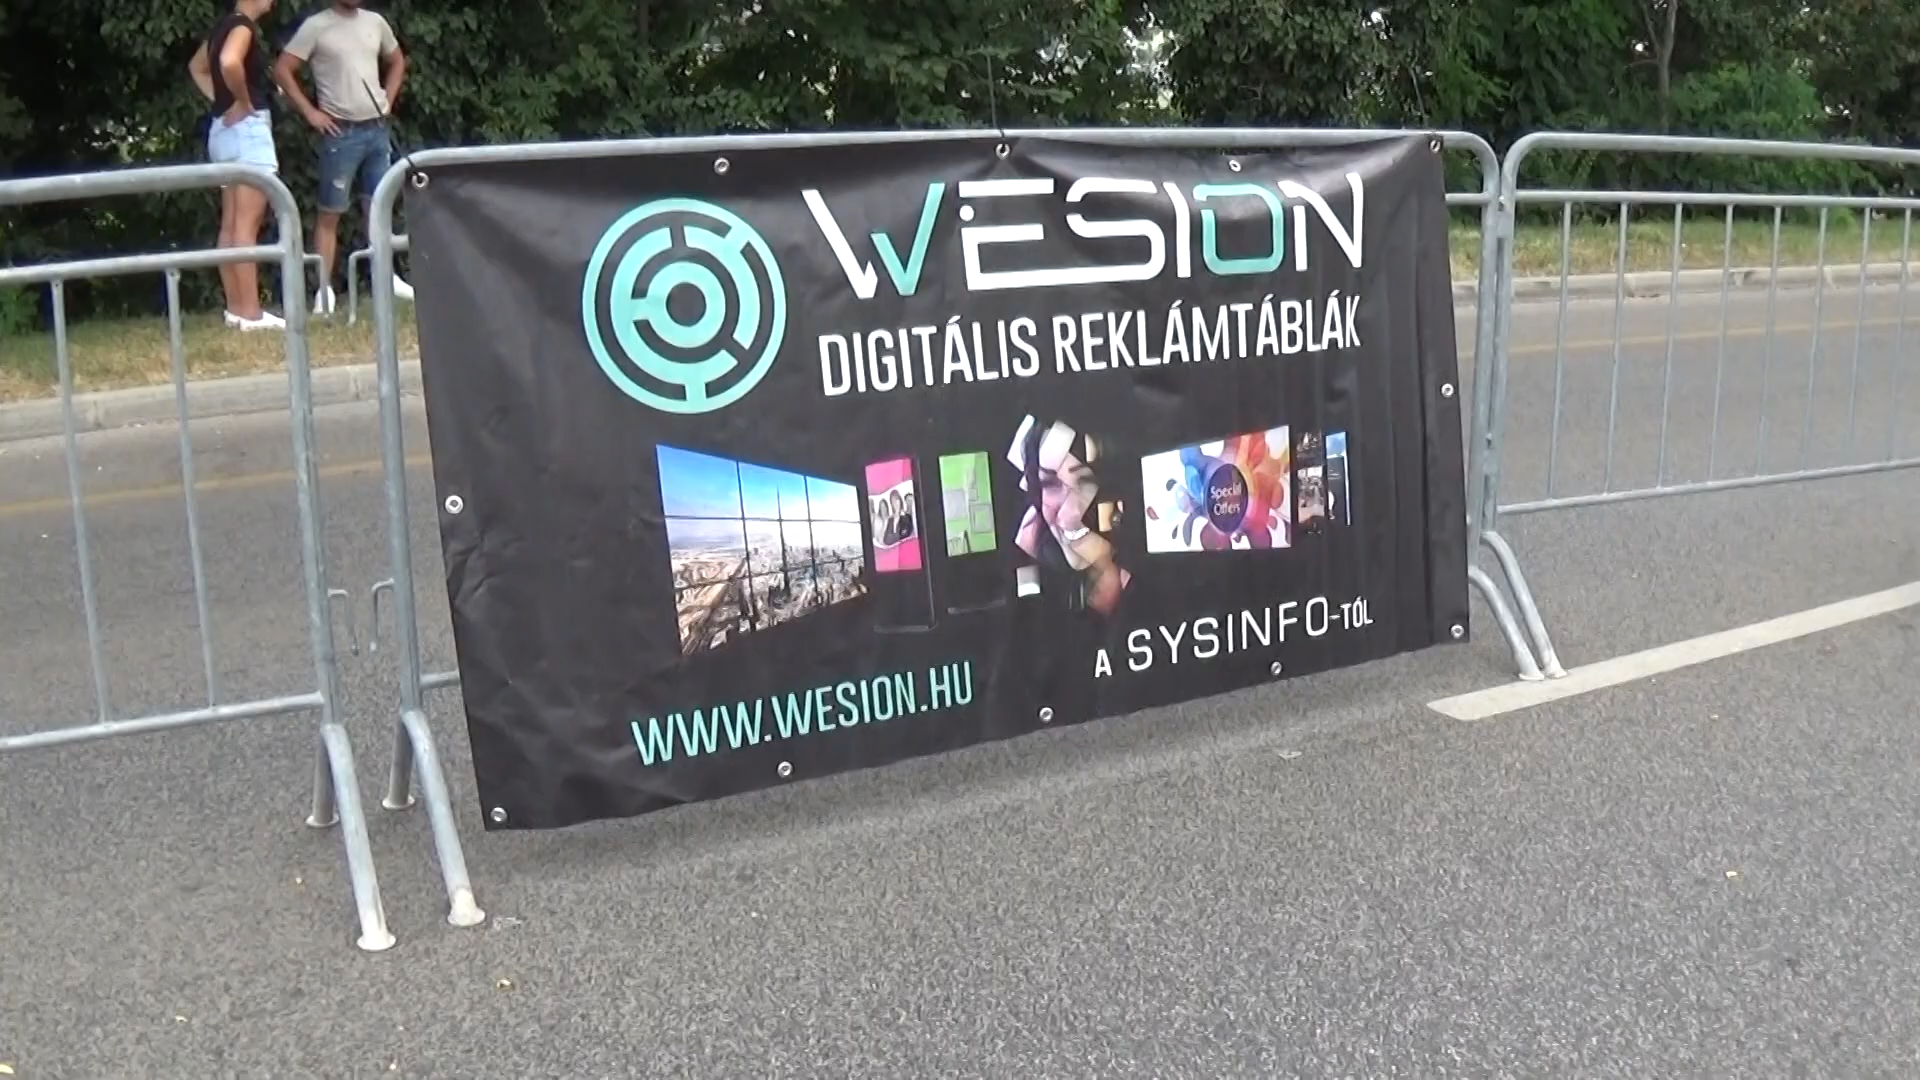 WESION
DIGITÁLIS REKLÁMTÁBLÁK
Special
Offers
A SYSINFO-TÓL
WWW.WESION.HU